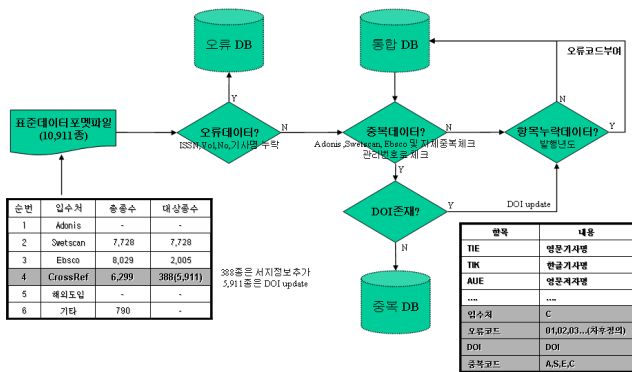 오류 DB
통합 DB
오류코드부여
Y
N
Y
표준데이터포맷파일
(10,911종)
오류데이터?
ISSN,Vol,No,기사명 누락
N
중복데이터?
Adonis,Swetscan, Ebsco 및 자체중복체크
관리번호로 체크
N
항목누락데이터?
발행년도
Y
DOI존재?
Y
DOI update
N
중복 DB
순번 입수처 총종수 대상종수
1 Adonis - -
2 Swetscan 7,728 7,728
3 Ebsco 8,029 2,005
4 CrossRef 6,299 388(5,911)
5 해외도입 - -
6 기타 790 -
388종은 서지정보추가
5,911종은 DOI update
항목 내용
TIE 영문기사명
TIK 한글기사명
AUE 영문저자명
.... ....
입수처 C
오류코드 01,02,03...(차후정의)
DOI DOI
중복코드 A,S,E,C